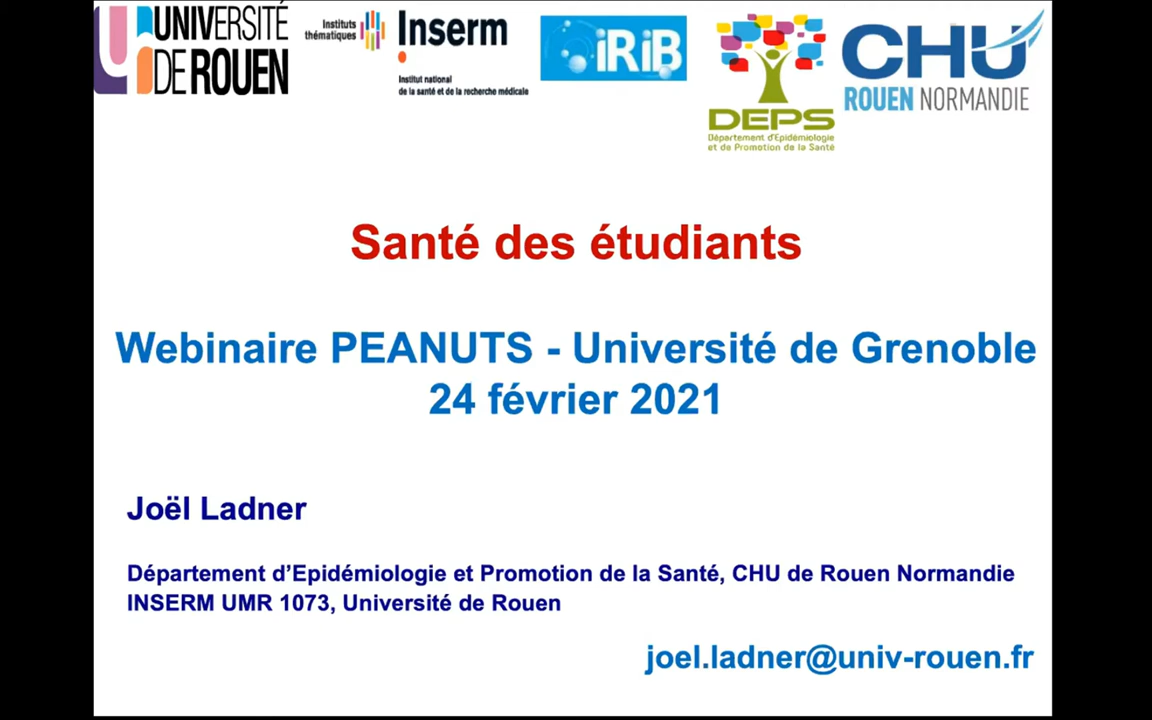 UNIVERSITÉ
DE ROUEN
Instituts
thématiques
Inserm
Institut national
de la santé et de la recherche médicale
iRiB
DEPS
Département d'Epidémiologie
et de Promotion de la Santé
CHU
ROUEN NORMANDIE
Santé des étudiants
Webinaire PEANUTS - Université de Grenoble
24 février 2021
Joël Ladner
Département d'Epidémiologie et Promotion de la Santé, CHU de Rouen Normandie
INSERM UMR 1073, Université de Rouen
joel.ladner@univ-rouen.fr